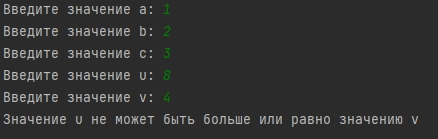 Введите значение a: 1
Введите значение b: 2
Введите значение c: 3
Введите значение u: 8
Введите значение v: 4
Значение u не может быть больше или равно значению v